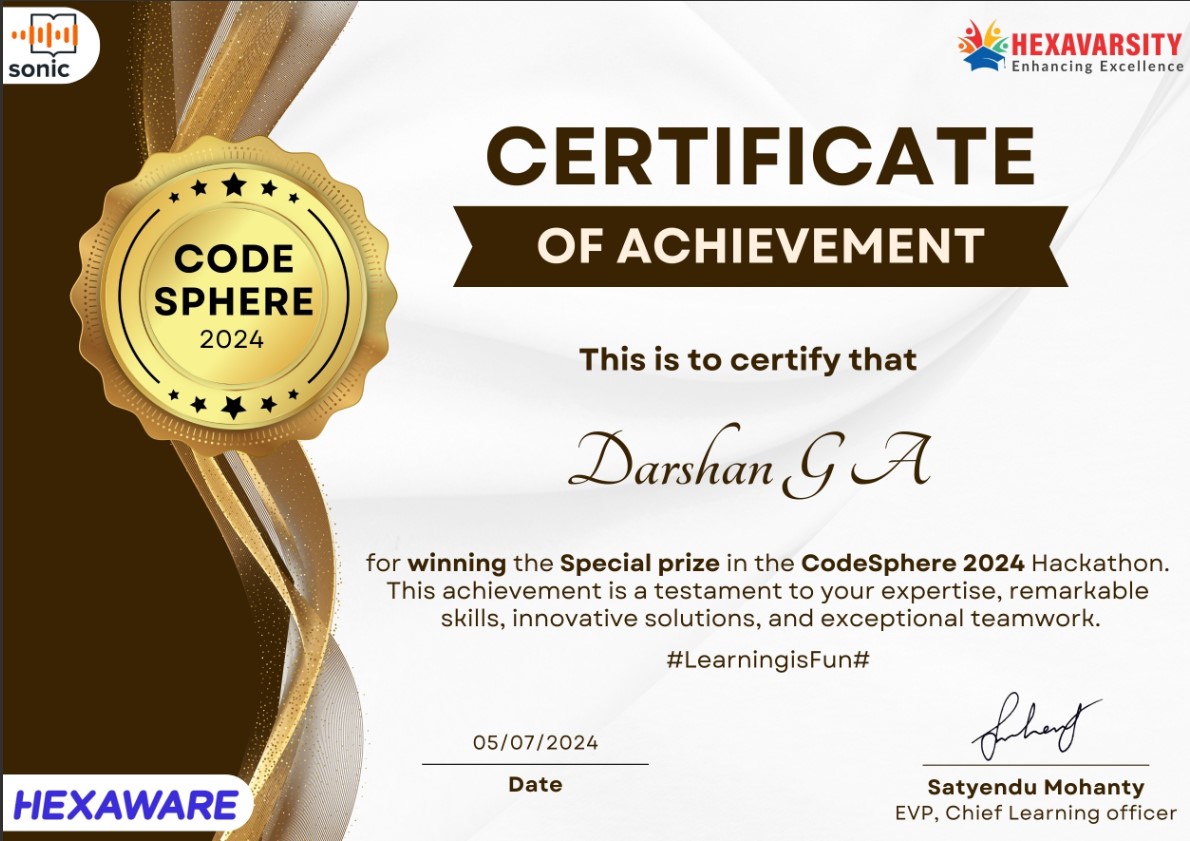 sonic
HEXAVARSITY
Enhancing Excellence
CERTIFICATE
OF ACHIEVEMENT
CODE
SPHERE
2024
This is to certify that
Darshan G A
for winning the Special prize in the CodeSphere 2024 Hackathon.
This achievement is a testament to your expertise, remarkable
skills, innovative solutions, and exceptional teamwork.
#LearningisFun#
05/07/2024
Date
Satyendu Mohanty
EVP, Chief Learning officer
HEXAWARE